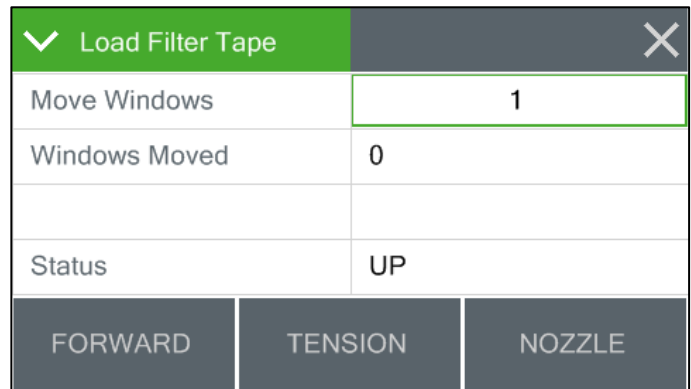 Load Filter Tape
Move Windows 1
Windows Moved 0
Status UP
FORWARD TENSION NOZZLE